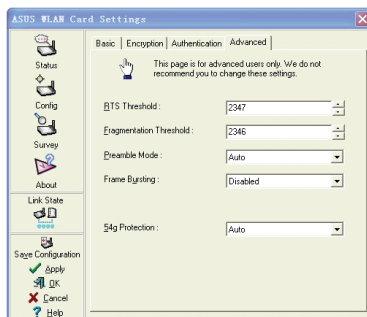 ASUS WLAN Card Settings
Status
Config
Survey
About
Link State
Save Configuration
Apply
OK
Cancel
Help
Basic Encryption Authentication Advanced
This page is for advanced users only. We do not
recommend you to change these settings.
RTS Threshold : 2347
Fragmentation Threshold : 2346
Preamble Mode : Auto
Frame Bursting : Disabled
54g Protection : Auto